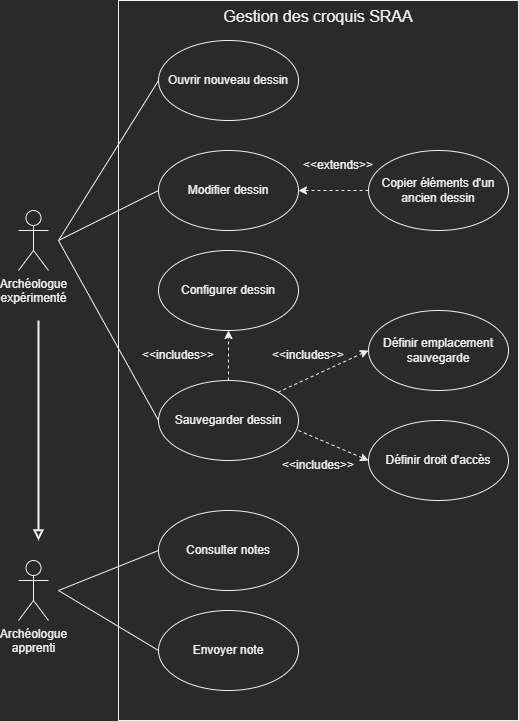 Gestion des croquis SRAA
Ouvrir nouveau dessin
<<extends>>
Modifier dessin
Copier éléments d'un
ancien dessin
Archéologue
expérimenté
Configurer dessin
<<includes>>
<<includes>>
Définir emplacement
sauvegarde
Sauvegarder dessin
<<includes>>
Définir droit d'accès
Consulter notes
Archéologue
apprenti
Envoyer note